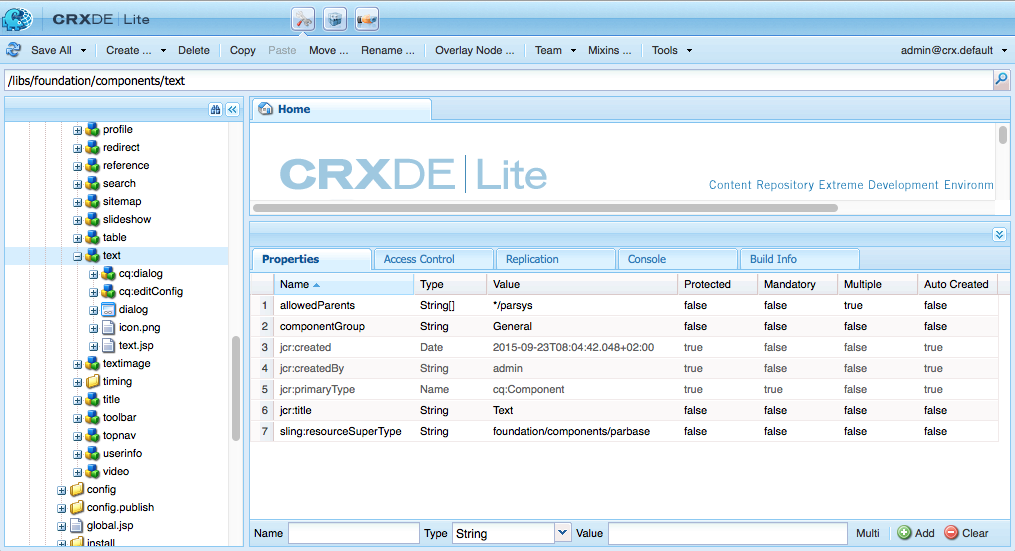 CRXDE | Lite
Save All Create ... Delete Copy Paste Move ... Rename ... Overlay Node ... Team Mixins ... Tools admin@crx.default
/libs/foundation/components/text
profile
redirect
reference
search
sitemap
slideshow
table
text
cq:dialog
cq:editConfig
dialog
icon.png
text.jsp
textimage
timing
title
toolbar
topnav
userinfo
video
config
config.publish
global.jsp
install
Home
CRXDE | Lite
Content Repository Extreme Development Environm
Properties Access Control Replication Console Build Info
Name Type Value Protected Mandatory Multiple Auto Created
1 allowedParents String[] */parsys false false true false
2 componentGroup String General false false false false
3 jcr:created Date 2015-09-23T08:04:42.048+02:00 true false false true
4 jcr:createdBy String admin true false false true
5 jcr:primaryType Name cq:Component true true false true
6 jcr:title String Text false false false false
7 sling:resourceSuperType String foundation/components/parbase false false false false
Name Type String Value Multi Add Clear